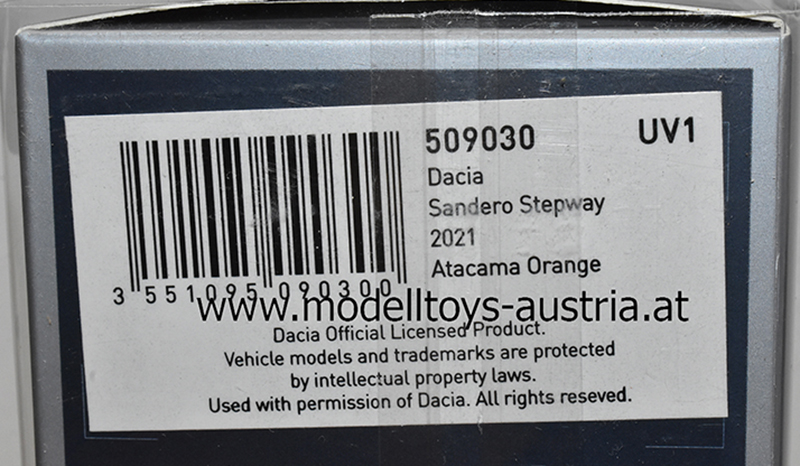 509030 UV1
Dacia
Sandero Stepway
2021
Atacama Orange
3 551095 090300
www.modelltoys-austria.at
Dacia Official Licensed Product.
Vehicle models and trademarks are protected
by intellectual property laws.
Used with permission of Dacia. All rights reseved.